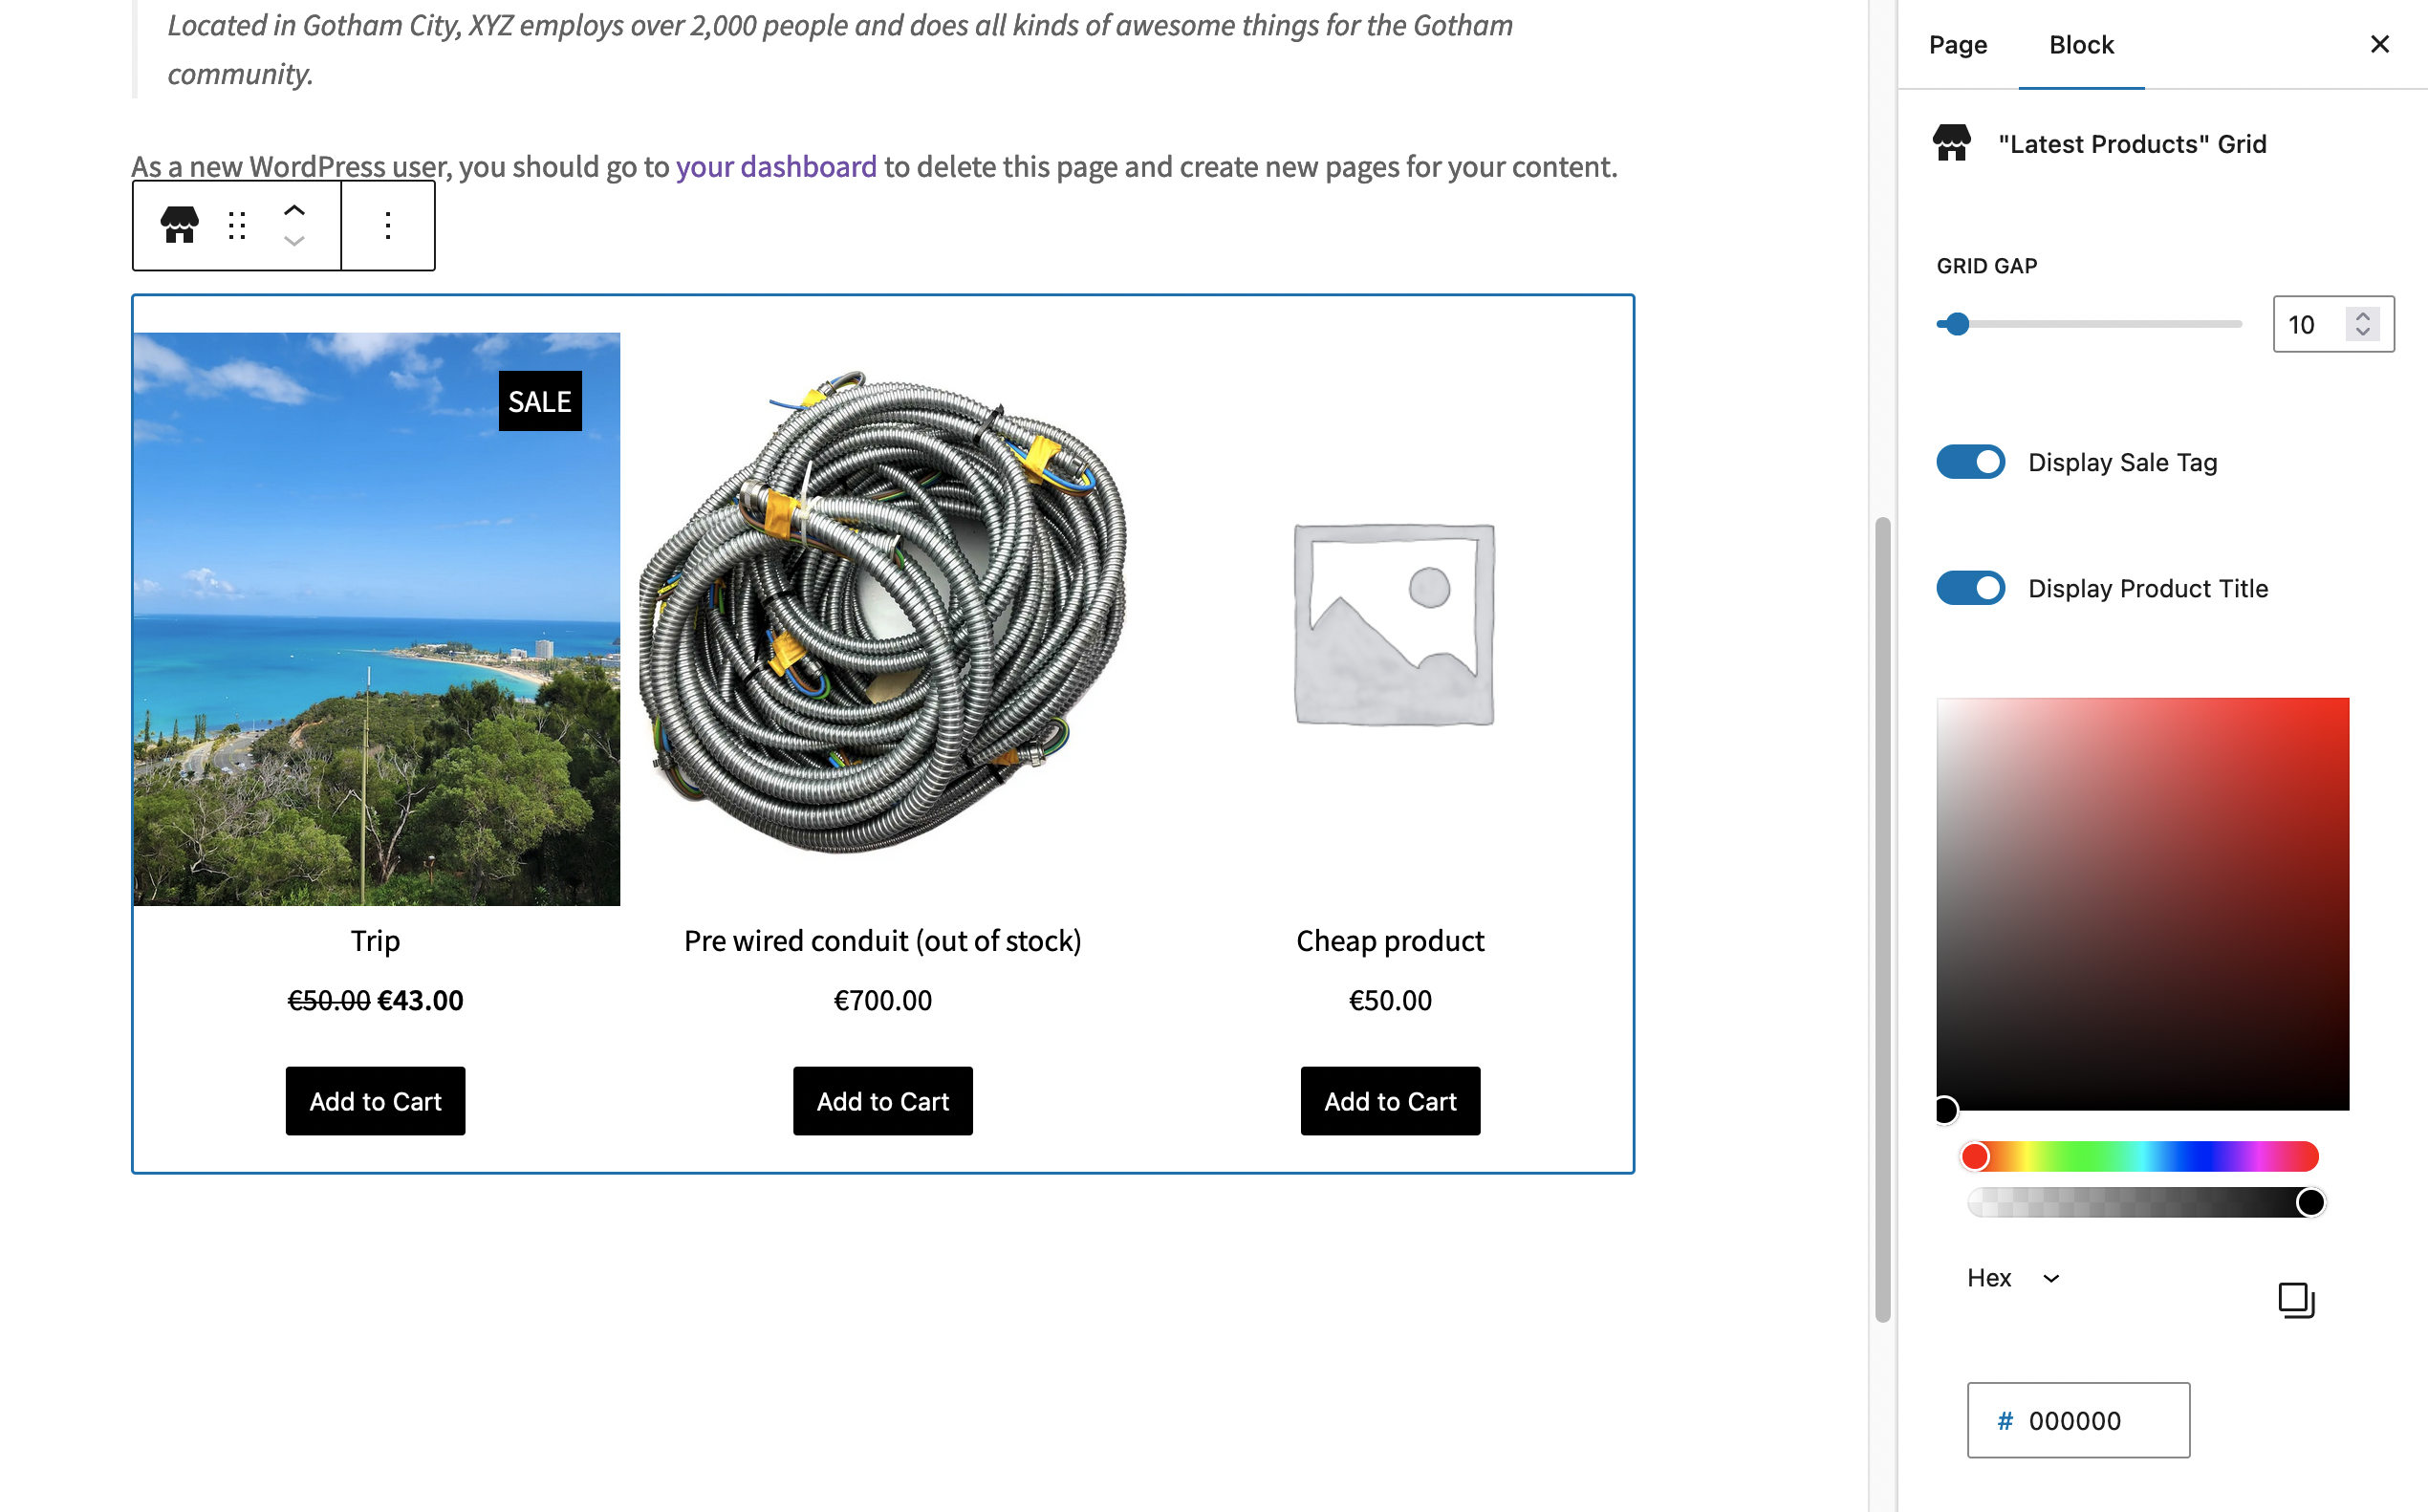 Located in Gotham City, XYZ employs over 2,000 people and does all kinds of awesome things for the Gotham
community.
As a new WordPress user, you should go to your dashboard to delete this page and create new pages for your content.
SALE
Trip
Pre wired conduit (out of stock)
Cheap product
€50.00 €43.00
€700.00
€50.00
Add to Cart
Add to Cart
Add to Cart
Page
Block
"Latest Products" Grid
GRID GAP
10
Display Sale Tag
Display Product Title
Hex
# 000000